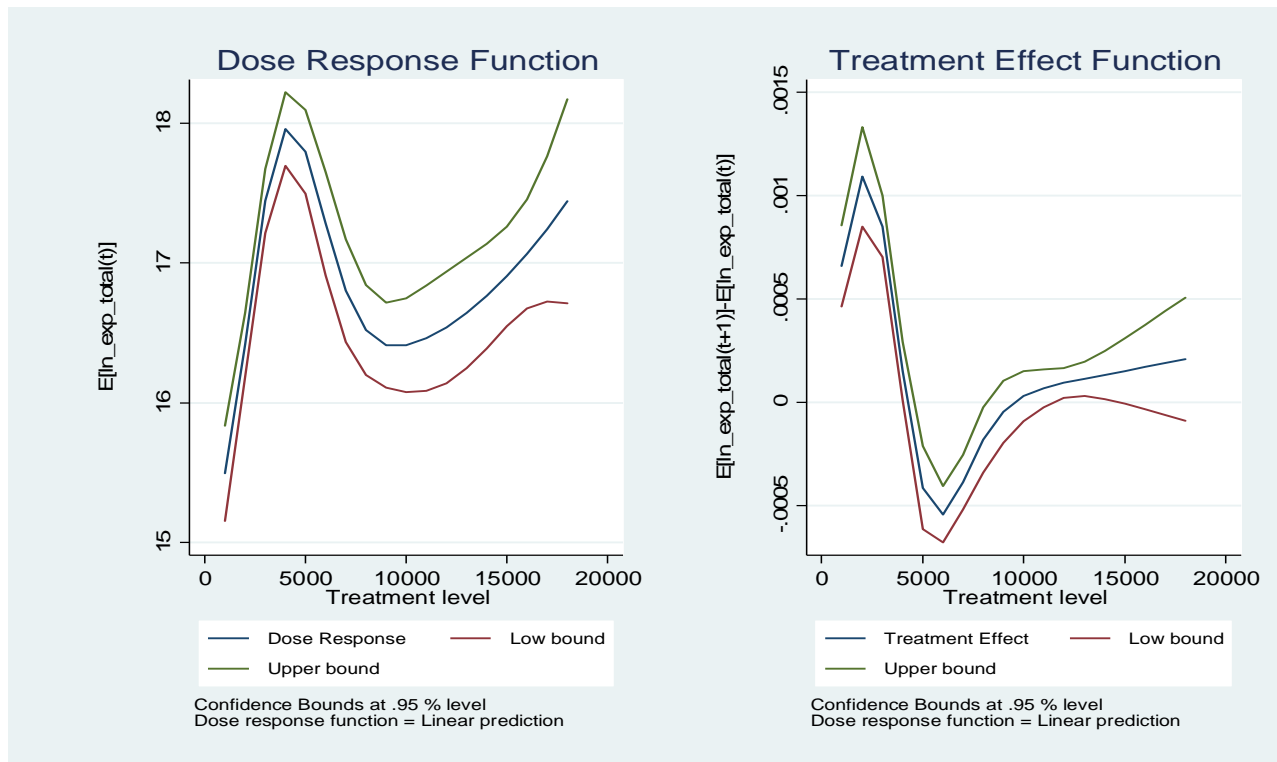 Dose Response Function
E[ln_exp_total(t)]
18
17
16
15
0 5000 10000 15000 20000
Treatment level
Dose Response Low bound
Upper bound
Confidence Bounds at .95 % level
Dose response function = Linear prediction
Treatment Effect Function
E[ln_exp_total(t+1)]-E[ln_exp_total(t)]
.0015
.001
.0005
0
-.0005
0 5000 10000 15000 20000
Treatment level
Treatment Effect Low bound
Upper bound
Confidence Bounds at .95 % level
Dose response function = Linear prediction